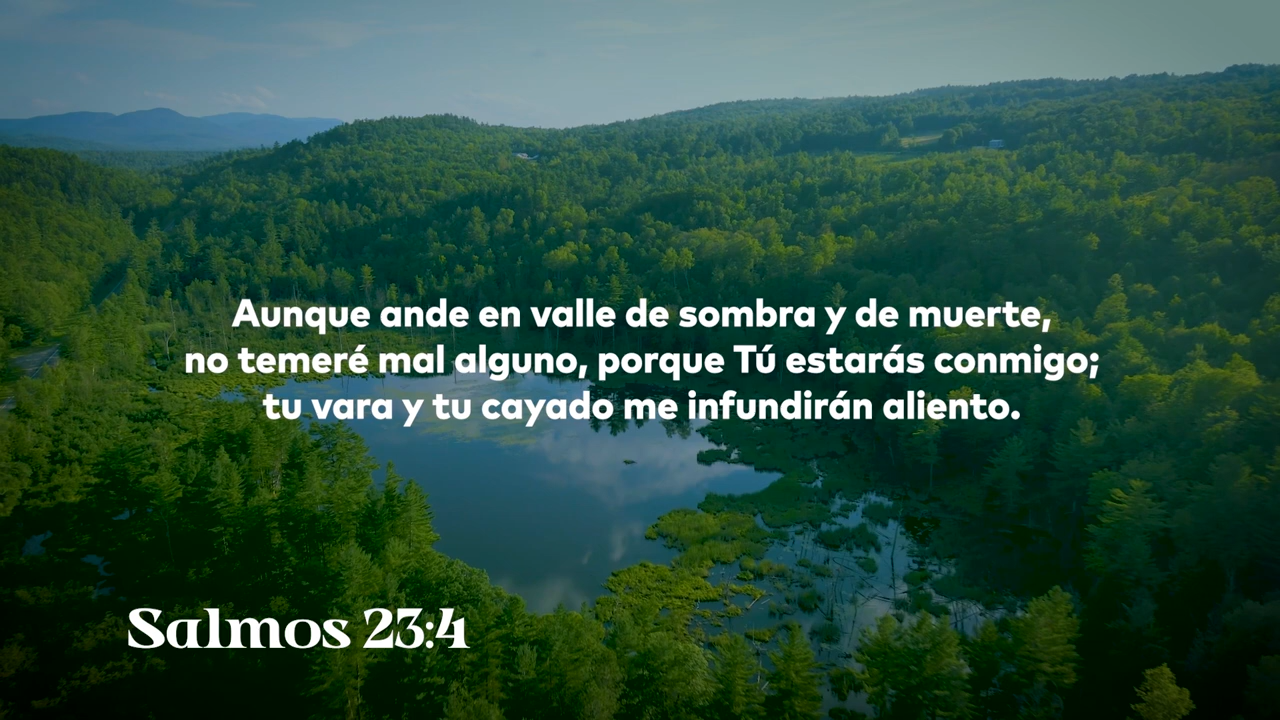 Aunque ande en valle de sombra y de muerte,
no temeré mal alguno, porque Tú estarás conmigo;
tu vara y tu cayado me infundirán aliento.
Salmos 23:4